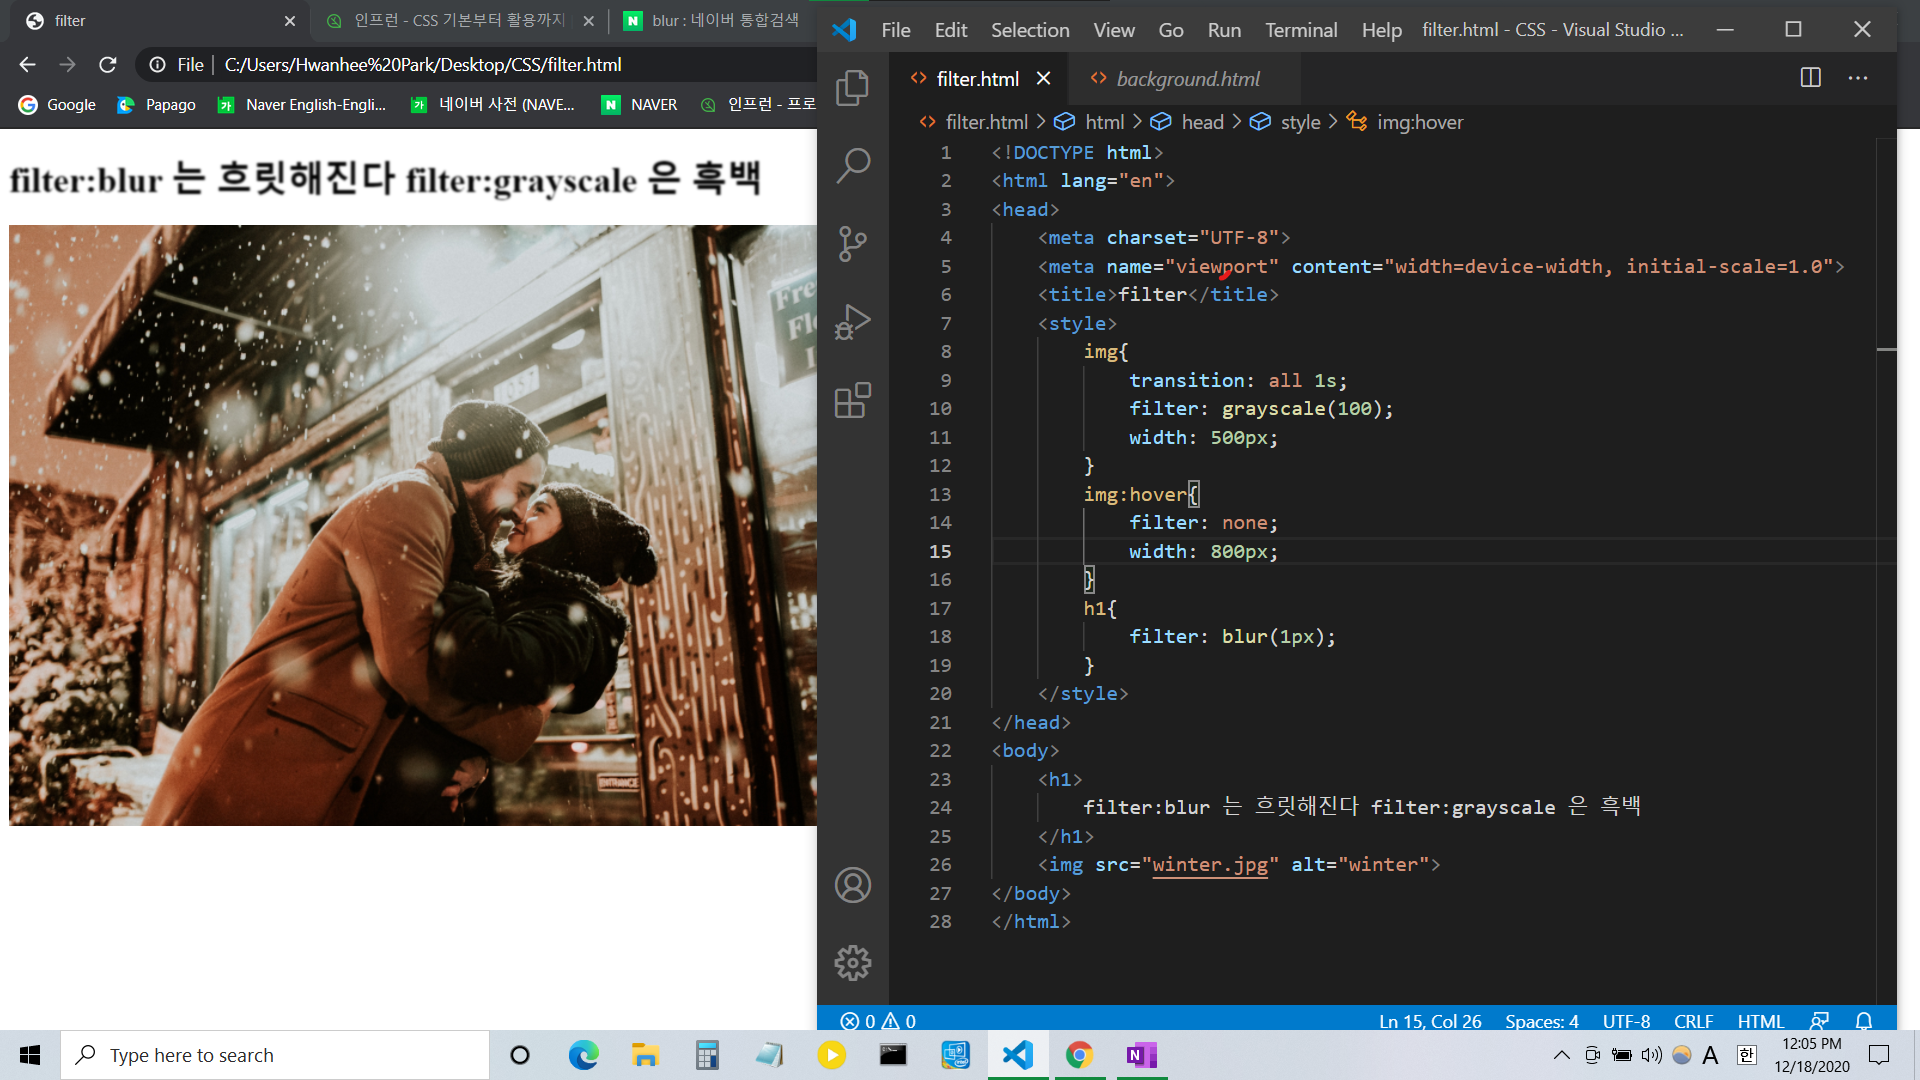 filter
인프런 - CSS 기본부터 활용까지
blur : 네이버 통합검색
File
C:/Users/Hwanhee%20Park/Desktop/CSS/filter.html
Google
Papago
Naver English-Engli...
네이버 사전 (NAVE...
NAVER
인프런 - 프로
filter:blur 는 흐릿해진다 filter:grayscale 은 흑백
ENTRANCE
File Edit Selection View Go Run Terminal Help filter.html - CSS - Visual Studio ...
filter.html
background.html
filter.html > html > head > style > img:hover
1 <!DOCTYPE html>
2 <html lang="en">
3 <head>
4 <meta charset="UTF-8">
5 <meta name="viewport" content="width=device-width, initial-scale=1.0">
6 <title>filter</title>
7 <style>
8 img{
9 transition: all 1s;
10 filter: grayscale(100);
11 width: 500px;
12 }
13 img:hover{
14 filter: none;
15 width: 800px;
16 }
17 h1{
18 filter: blur(1px);
19 }
20 </style>
21 </head>
22 <body>
23 <h1>
24 filter:blur 는 흐릿해진다 filter:grayscale 은 흑백
25 </h1>
26 <img src="winter.jpg" alt="winter">
27 </body>
28 </html>
0 0
Ln 15, Col 26 Spaces: 4 UTF-8 CRLF HTML
Type here to search
A
한
12:05 PM
12/18/2020